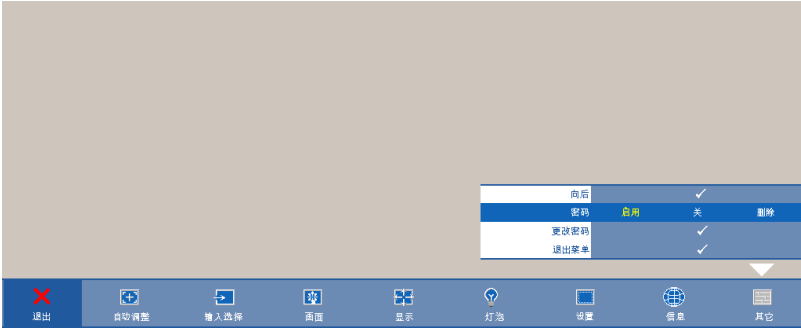 向后
密码 启用 关 删除
更改密码
退出菜单
退出 自动调整 输入选择 画面 显示 灯泡 设置 信息 其它